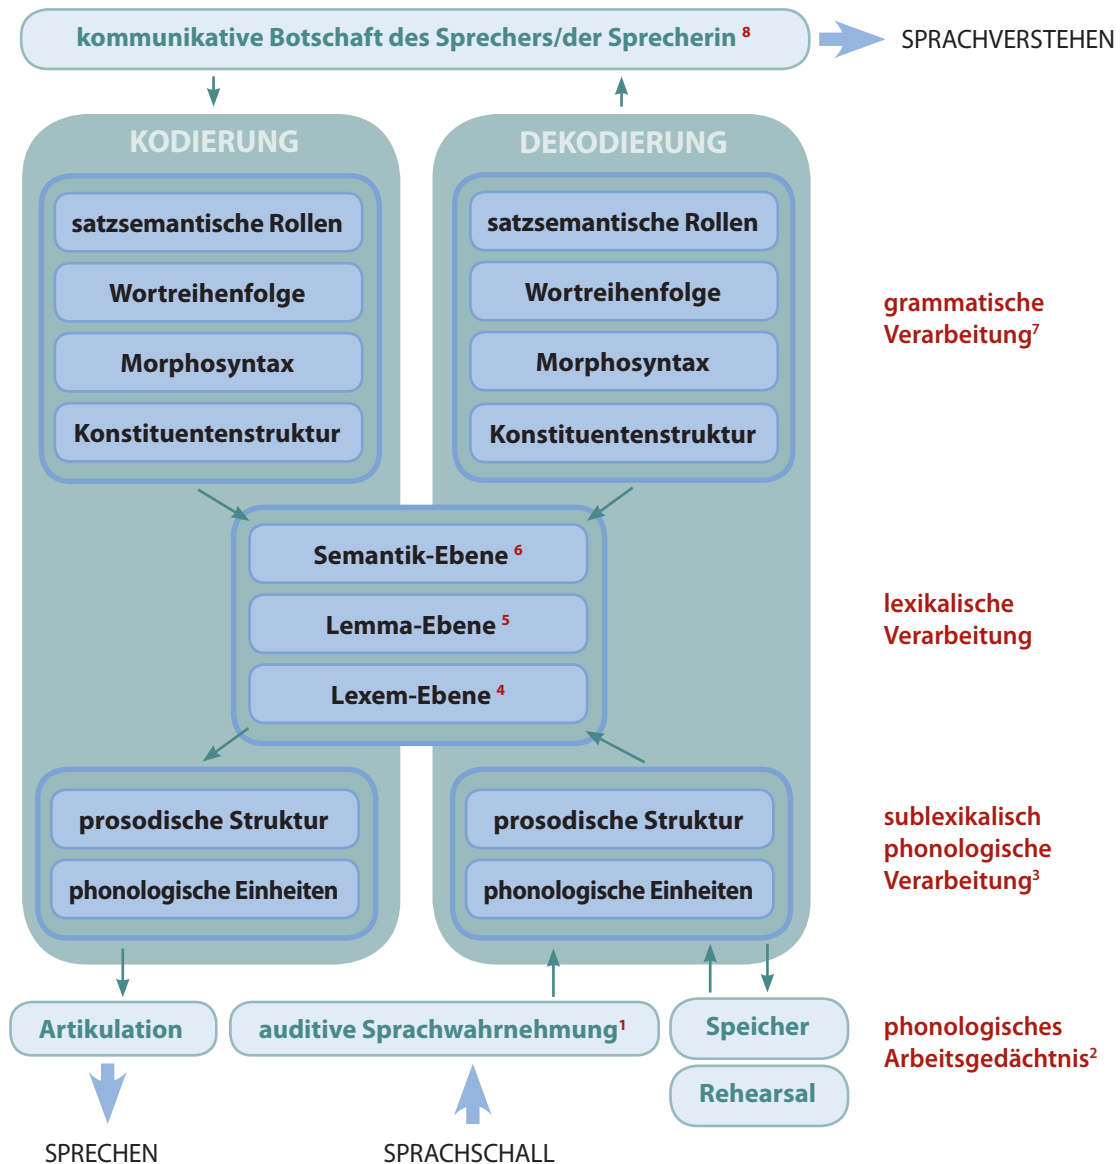 kommunikative Botschaft des Sprechers/der Sprecherin 8
SPRACHVERSTEHEN
KODIERUNG
satzsemantische Rollen
Wortreihenfolge
Morphosyntax
Konstituentenstruktur
DEKODIERUNG
satzsemantische Rollen
Wortreihenfolge
Morphosyntax
Konstituentenstruktur
grammatische
Verarbeitung7
Semantik-Ebene 6
Lemma-Ebene 5
Lexem-Ebene 4
lexikalische
Verarbeitung
prosodische Struktur
phonologische Einheiten
prosodische Struktur
phonologische Einheiten
sublexikalisch
phonologische
Verarbeitung3
Artikulation
auditive Sprachwahrnehmung1
Speicher
Rehearsal
phonologisches
Arbeitsgedächtnis2
SPRECHEN
SPRACHSCHALL